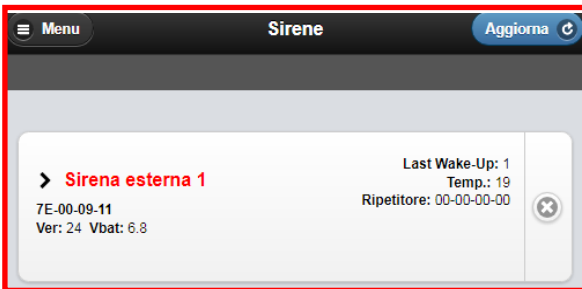 Menu
Sirene
Aggiorna
Sirena esterna 1
7E-00-09-11
Ver: 24 Vbat: 6.8
Last Wake-Up: 1
Temp.: 19
Ripetitore: 00-00-00-00